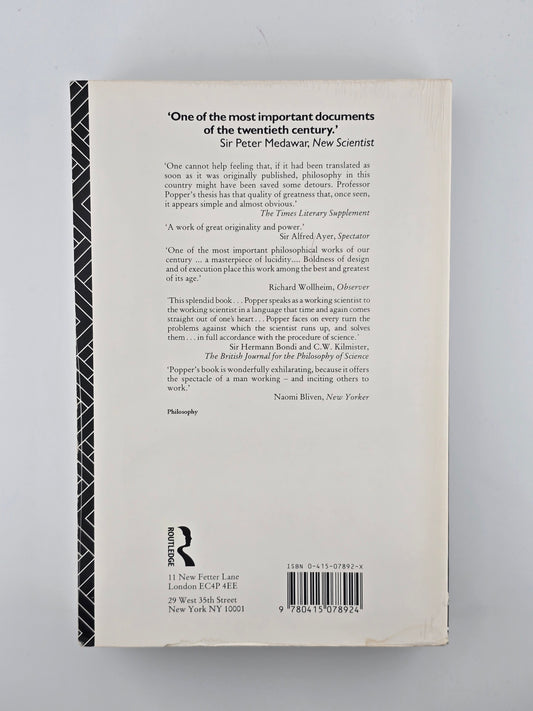 ‘One of the most important documents
of the twentieth century.’
Sir Peter Medawar, New Scientist
‘One cannot help feeling that, if it had been translated as
soon as it was originally published, philosophy in this
country might have been saved some detours. Professor
Popper's thesis has that quality of greatness that, once seen,
it appears simple and almost obvious.’
The Times Literary Supplement
‘A work of great originality and power.’
Sir Alfred Ayer, Spectator
‘One of the most important philosophical works of our
century ... a masterpiece of lucidity.... Boldness of design
and of execution place this work among the best and greatest
of its age.’
Richard Wollheim, Observer
‘This splendid book ... Popper speaks as a working scientist to
the working scientist in a language that time and again comes
straight out of one's heart ... Popper faces on every turn the
problems against which the scientist runs up, and solves
them ... in full accordance with the procedure of science.’
Sir Hermann Bondi and C.W. Kilmister,
The British Journal for the Philosophy of Science
‘Popper's book is wonderfully exhilarating, because it offers
the spectacle of a man working – and inciting others to
work.’
Naomi Bliven, New Yorker
Philosophy
ROUTLEDGE
11 New Fetter Lane
London EC4P 4EE
29 West 35th Street
New York NY 10001
ISBN 0-415-07892-X
9 780415 078924